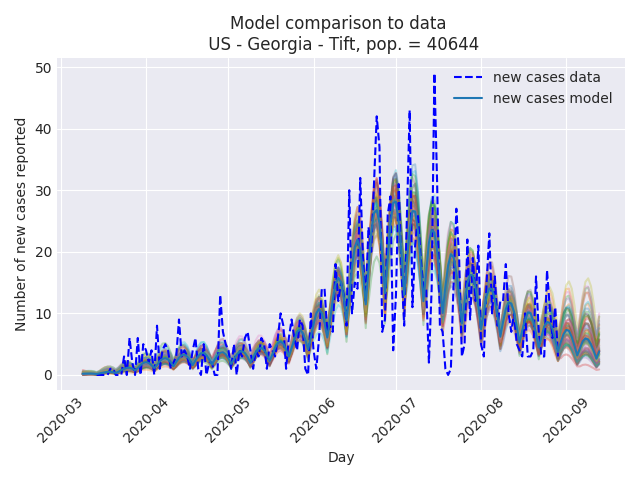 Model comparison to data
US - Georgia - Tift, pop. = 40644
new cases data
new cases model
Number of new cases reported
50
40
30
20
10
0
2020-03
2020-04
2020-05
2020-06
2020-07
2020-08
2020-09
Day